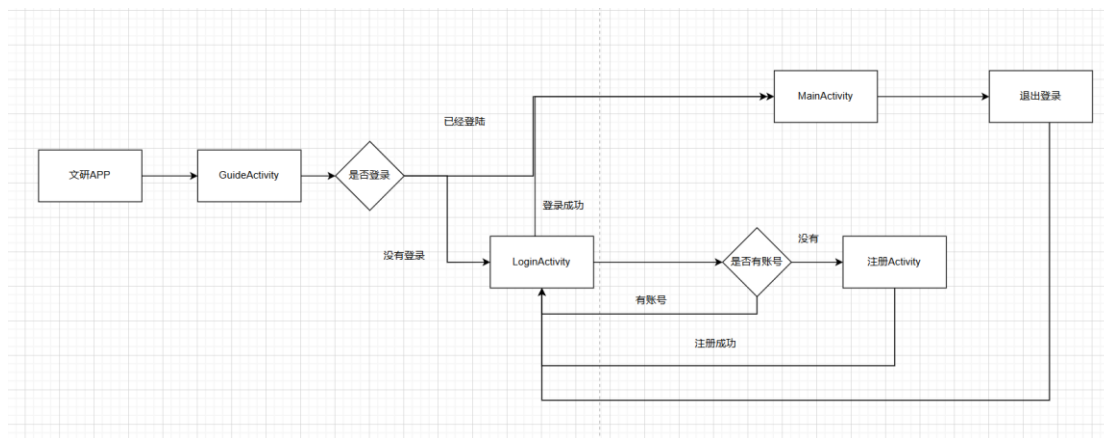 MainActivity
退出登录
已经登陆
文研APP
GuideActivity
是否登录
登录成功
没有登录
LoginActivity
是否有账号
没有
注册Activity
有账号
注册成功